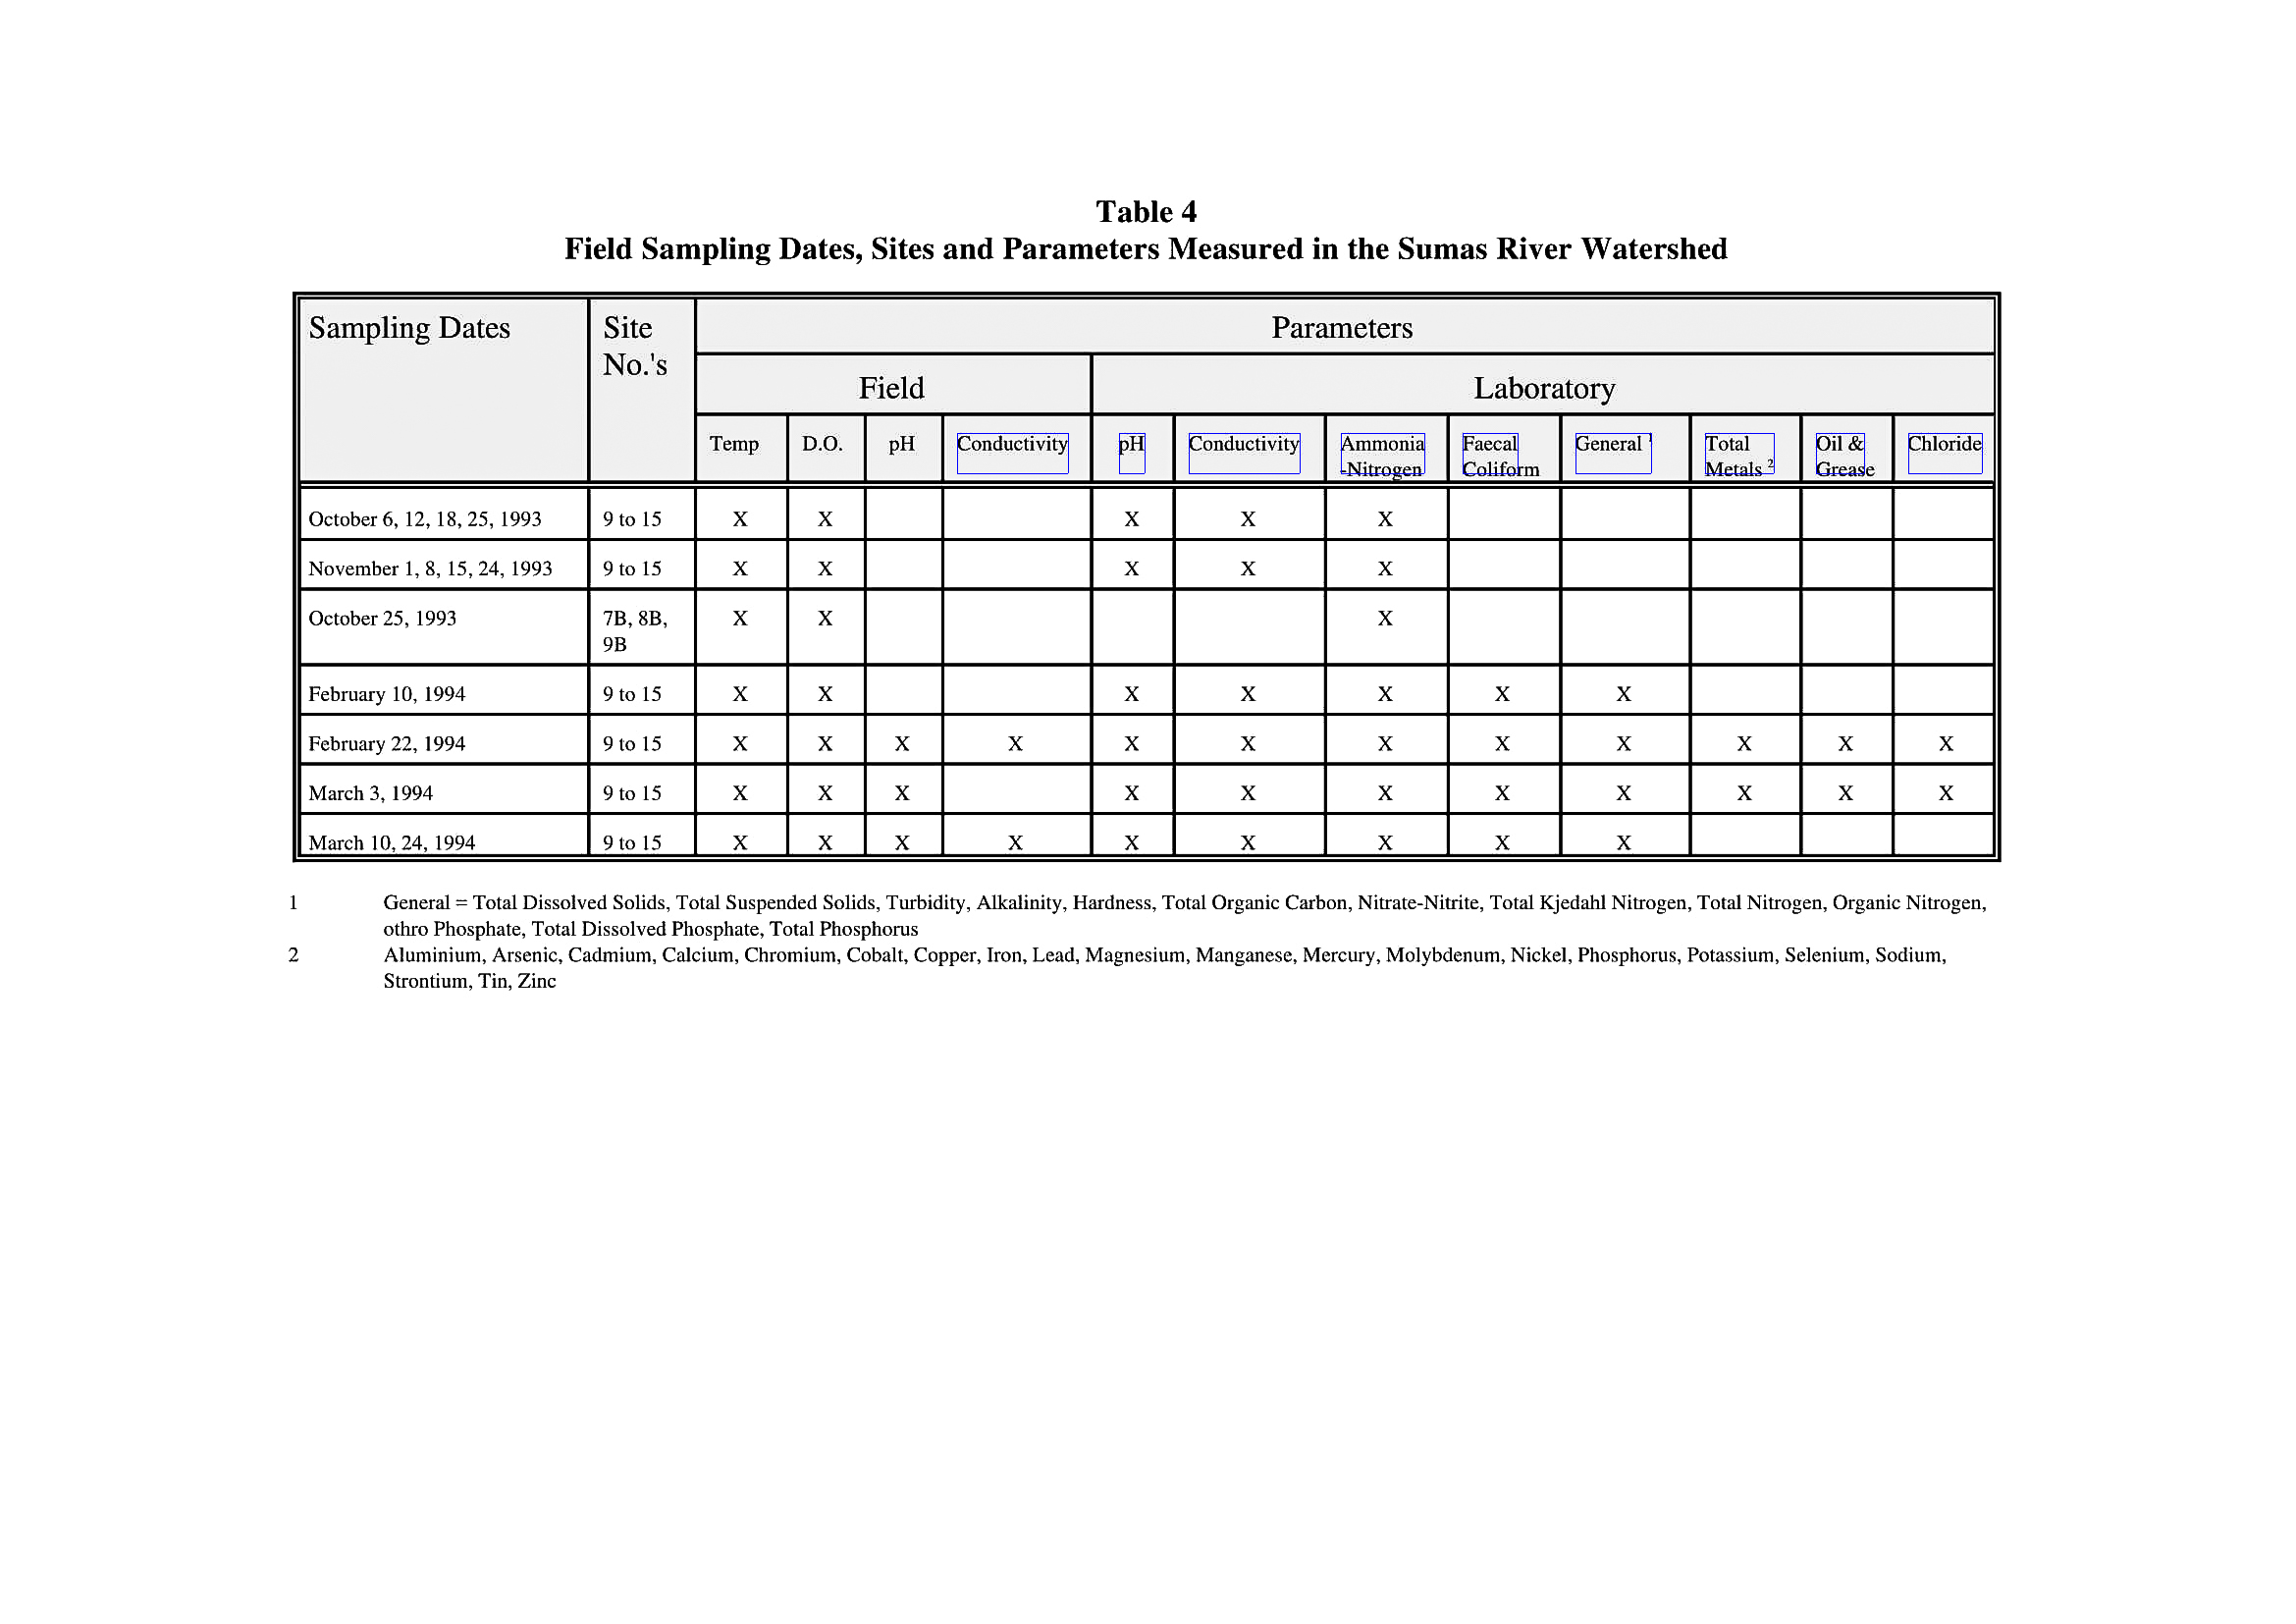 Table 4
Field Sampling Dates, Sites and Parameters Measured in the Sumas River Watershed
Sampling Dates Site No.'s Parameters
Field Laboratory
Temp D.O. pH Conductivity pH Conductivity Ammonia -Nitrogen Faecal Coliform General ¹ Total Metals ² Oil & Grease Chloride
October 6, 12, 18, 25, 1993 9 to 15 X X X X X
November 1, 8, 15, 24, 1993 9 to 15 X X X X X
October 25, 1993 7B, 8B, 9B X X X
February 10, 1994 9 to 15 X X X X X X X
February 22, 1994 9 to 15 X X X X X X X X X X X X
March 3, 1994 9 to 15 X X X X X X X X X X X
March 10, 24, 1994 9 to 15 X X X X X X X X X
1 General = Total Dissolved Solids, Total Suspended Solids, Turbidity, Alkalinity, Hardness, Total Organic Carbon, Nitrate-Nitrite, Total Kjedahl Nitrogen, Total Nitrogen, Organic Nitrogen,
othro Phosphate, Total Dissolved Phosphate, Total Phosphorus
2 Aluminium, Arsenic, Cadmium, Calcium, Chromium, Cobalt, Copper, Iron, Lead, Magnesium, Manganese, Mercury, Molybdenum, Nickel, Phosphorus, Potassium, Selenium, Sodium,
Strontium, Tin, Zinc